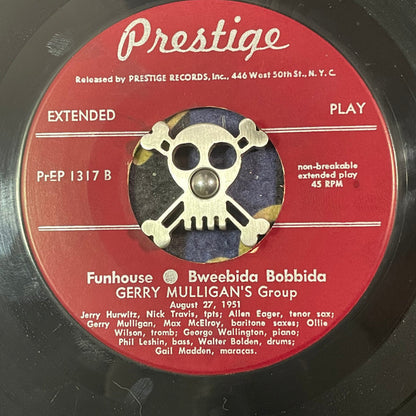 Prestige
Released by PRESTIGE RECORDS, Inc., 446 West 50th St., N. Y. C.
EXTENDED PLAY
PrEP 1317 B
non-breakable
extended play
45 RPM
Funhouse ● Bweebida Bobbida
GERRY MULLIGAN'S Group
August 27, 1951
Jerry Hurwitz, Nick Travis, tpts; Allen Eager, tenor sax;
Gerry Mulligan, Max McElroy, baritone saxes; Ollie
Wilson, tromb; George Wallington, piano;
Phil Leshin, bass, Walter Bolden, drums;
Gail Madden, maracas.